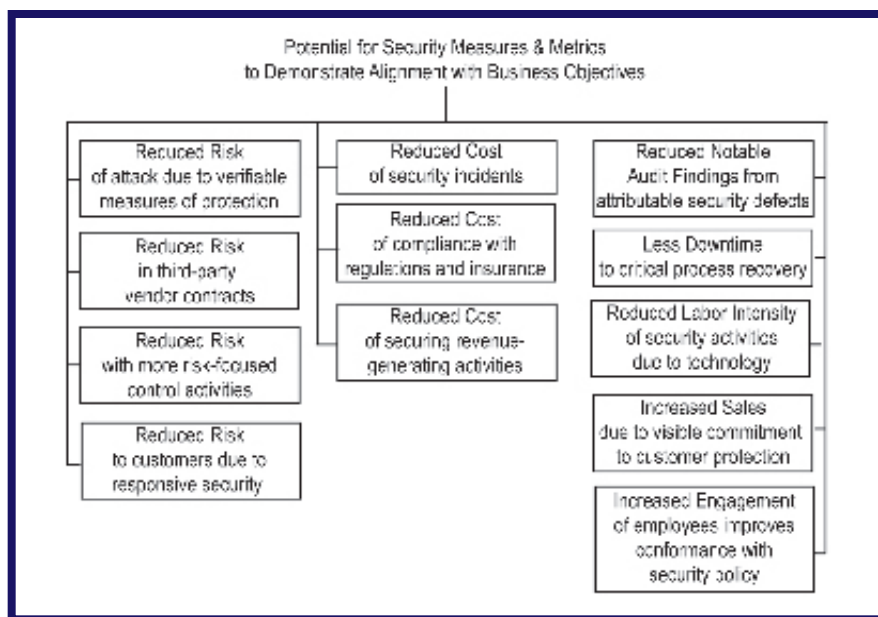 Potential for Security Measures & Metrics
to Demonstrate Alignment with Business Objectives
Reduced Risk
of attack due to verifiable
measures of protection
Reduced Risk
in third-party
vendor contracts
Reduced Risk
with more risk-focused
control activities
Reduced Risk
to customers due to
responsive security
Reduced Cost
of security incidents
Reduced Cost
of compliance with
regulations and insurance
Reduced Cost
of securing revenue-
generating activities
Reduced Notable
Audit Findings from
attributable security defects
Less Downtime
to critical process recovery
Reduced Labor Intensity
of security activities
due to technology
Increased Sales
due to visible commitment
to customer protection
Increased Engagement
of employees improves
conformance with
security policy